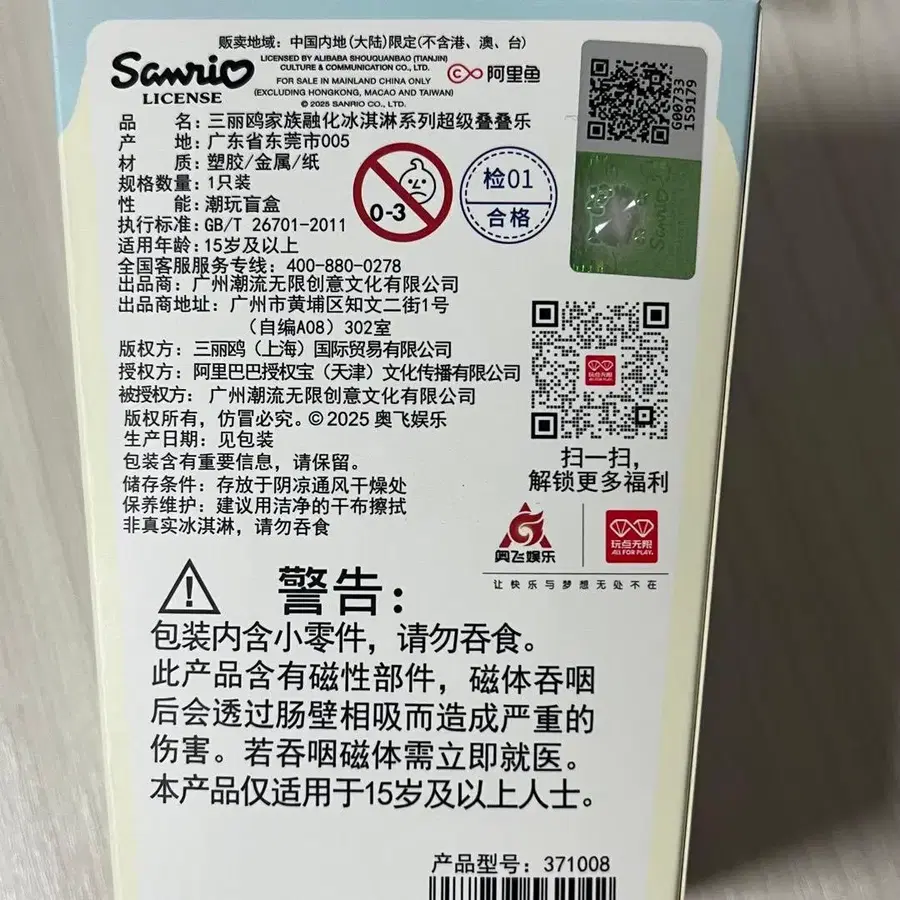 贩卖地域：中国内地(大陆)限定(不含港、澳、台)
Sanrio
LICENSE
LICENSED BY ALIBABA SHOUQUANBAO (TIANJIN)
CULTURE & COMMUNICATION CO., LTD.
FOR SALE IN MAINLAND CHINA ONLY
(EXCLUDING HONGKONG, MACAO AND TAIWAN)
© 2025 SANRIO CO., LTD.
阿里鱼
G00733
159179
品 名：三丽鸥家族融化冰淇淋系列超级叠叠乐
产 地：广东省东莞市005
材 质：塑胶/金属/纸
规格数量：1只装
性 能：潮玩盲盒
执行标准：GB/T 26701-2011
适用年龄：15岁及以上
0-3
检01
合格
Sanrio
全国客服服务专线：400-880-0278
出品商：广州潮流无限创意文化有限公司
出品商地址：广州市黄埔区知文二街1号
（自编A08）302室
版权方：三丽鸥（上海）国际贸易有限公司
授权方：阿里巴巴授权宝（天津）文化传播有限公司
被授权方：广州潮流无限创意文化有限公司
版权所有，仿冒必究。© 2025 奥飞娱乐
生产日期：见包装
包装含有重要信息，请保留。
储存条件：存放于阴凉通风干燥处
保养维护：建议用洁净的干布擦拭
非真实冰淇淋，请勿吞食
玩点无限
扫一扫，
解锁更多福利
奥飞娱乐
玩点无限
ALL FOR PLAY.
让快乐与梦想无处不在
警告：
包装内含小零件，请勿吞食。
此产品含有磁性部件，磁体吞咽
后会透过肠壁相吸而造成严重的
伤害。若吞咽磁体需立即就医。
本产品仅适用于15岁及以上人士。
产品型号：371008